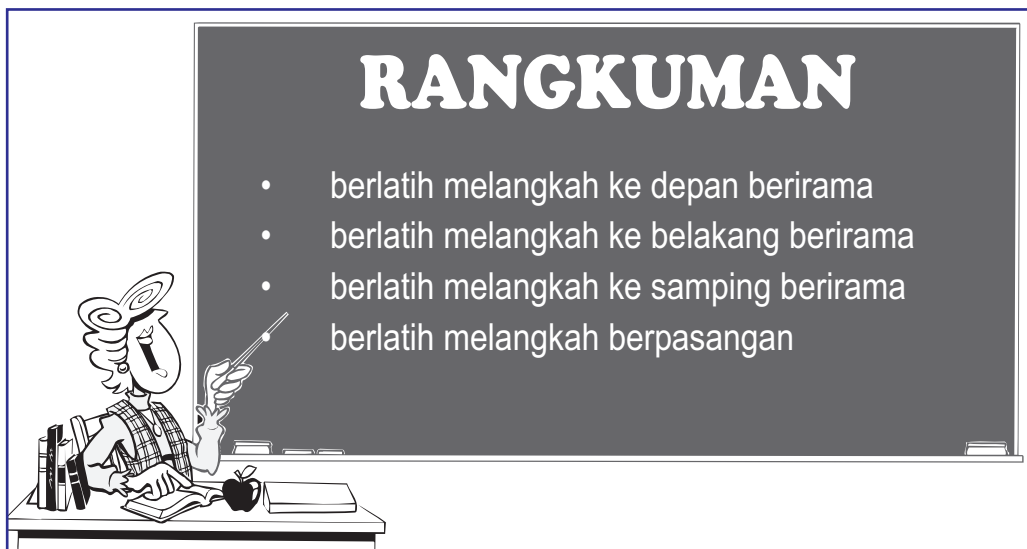 RANGKUMAN
• berlatih melangkah ke depan berirama
• berlatih melangkah ke belakang berirama
• berlatih melangkah ke samping berirama
• berlatih melangkah berpasangan